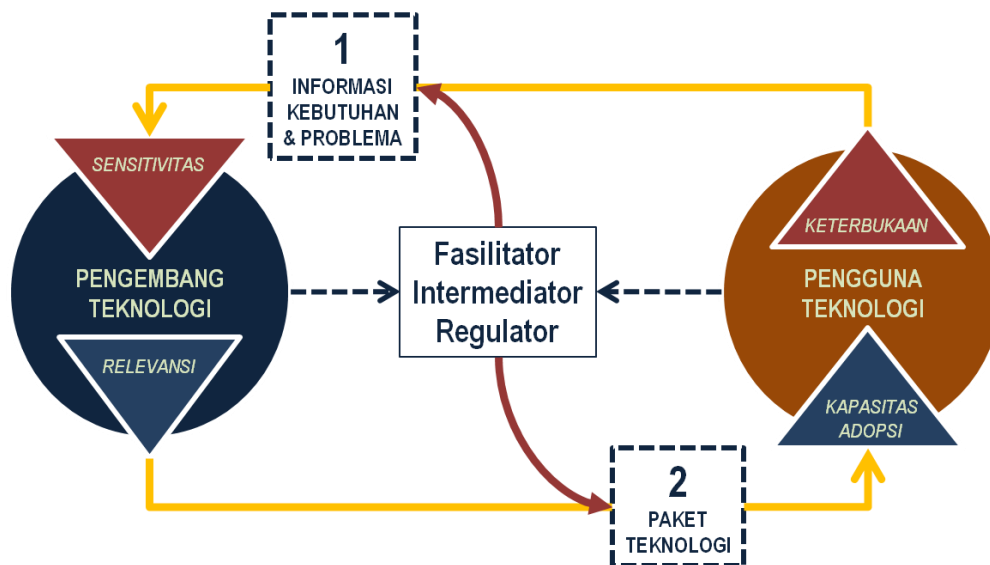 1
INFORMASI
KEBUTUHAN
& PROBLEMA
SENSITIVITAS
PENGEMBANG
TEKNOLOGI
RELEVANSI
Fasilitator
Intermediator
Regulator
KETERBUKAAN
PENGGUNA
TEKNOLOGI
KAPASITAS
ADOPSI
2
PAKET
TEKNOLOGI